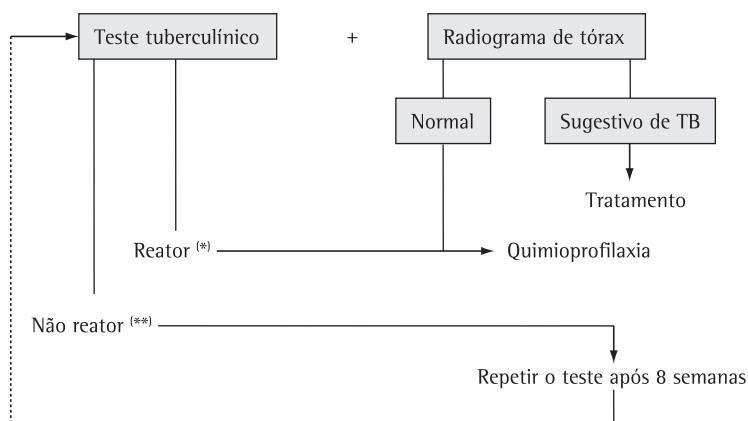 Teste tuberculínico + Radiograma de tórax
Normal
Sugestivo de TB
Tratamento
Reator (*)
Quimioprofilaxia
Não reator (**)
Repetir o teste após 8 semanas